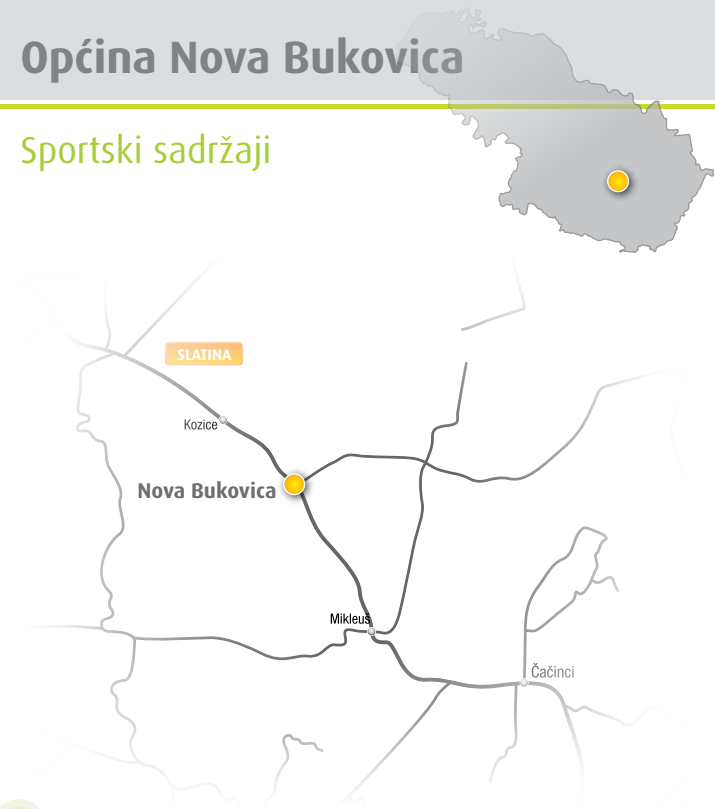 Općina Nova Bukovica
Sportski sadržaji
SLATINA
Kozice
Nova Bukovica
Mikleuš
Čačinci